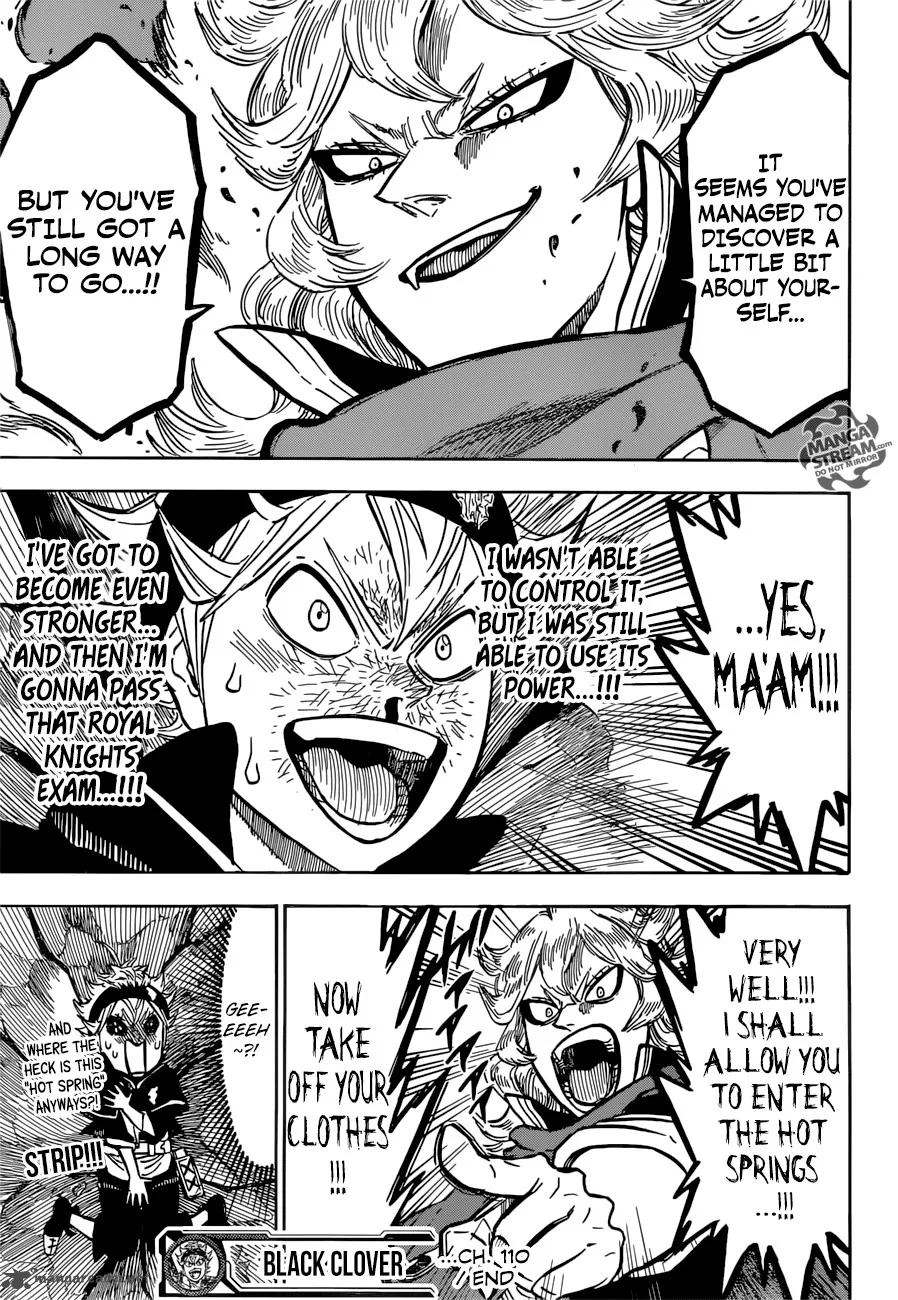 IT
SEEMS YOU'VE
MANAGED TO
DISCOVER A
LITTLE BIT
ABOUT YOUR-
SELF...
BUT YOU'VE
STILL GOT A
LONG WAY
TO GO...!!
MANGA
STREAM.com
DO NOT MIRROR
...YES,
MA'AM!!!
I WASN'T ABLE
TO CONTROL IT,
BUT I WAS STILL
ABLE TO USE ITS
POWER...!!!
I'VE GOT TO
BECOME EVEN
STRONGER...
AND THEN I'M
GONNA PASS
THAT ROYAL
KNIGHTS
EXAM...!!!
VERY
WELL!!!
I SHALL
ALLOW YOU
TO ENTER
THE HOT
SPRINGS
...!!!
NOW
TAKE
OFF YOUR
CLOTHES
!!!
GEE-
EEEEH
~?!
AND
WHERE THE
HECK IS THIS
"HOT SPRING"
ANYWAYS?!
STRIP!!!
BLACK CLOVER
...CH. 110
/ END